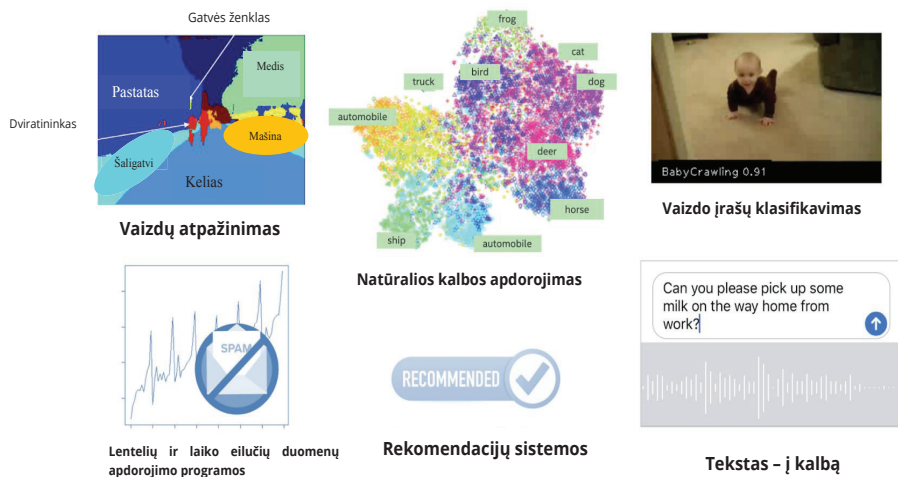 Gatvės ženklas
Pastatas
Medis
Dviratininkas
Mašina
Šaligatvi
Kelias
Vaizdų atpažinimas
frog
cat
bird
truck
dog
automobile
deer
horse
ship
automobile
Natūralios kalbos apdorojimas
BabyCrawling 0.91
Vaizdo įrašų klasifikavimas
SPAM
Lentelių ir laiko eilučių duomenų
apdorojimo programos
RECOMMENDED
Rekomendacijų sistemos
Can you please pick up some
milk on the way home from
work?
Tekstas – į kalbą